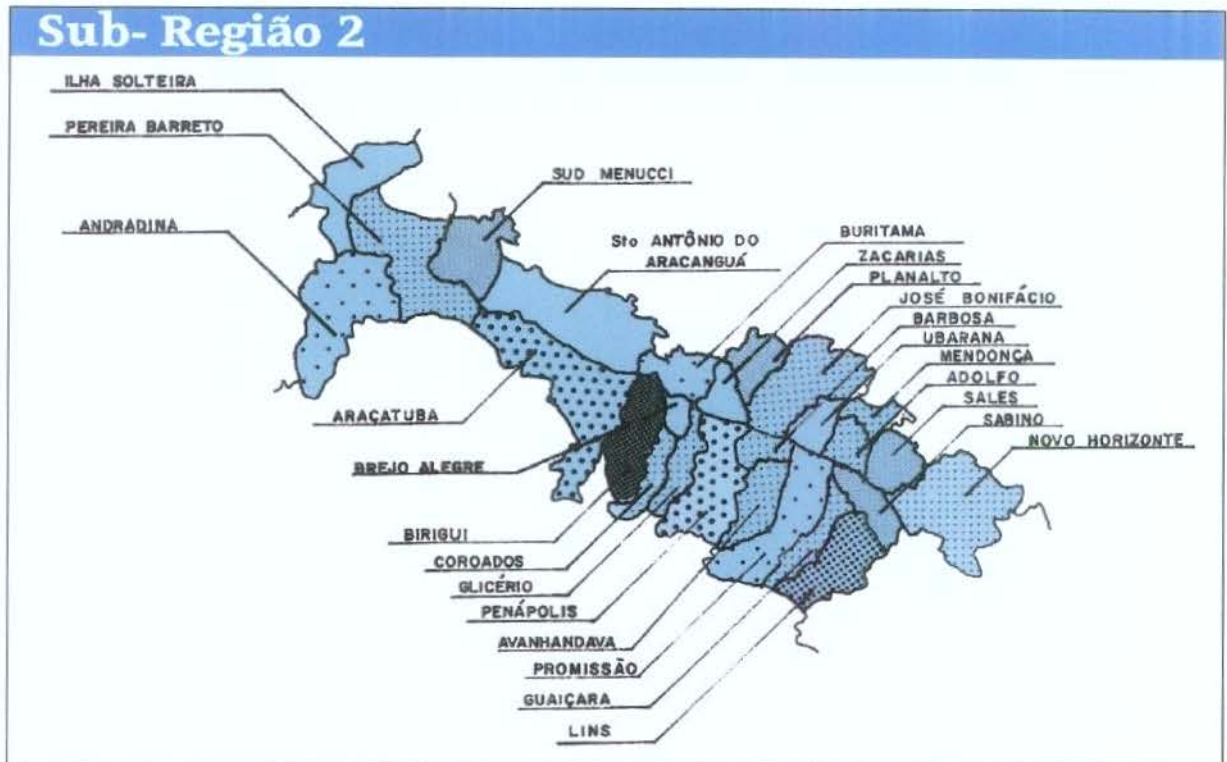 Sub- Região 2
ILHA SOLTEIRA
PEREIRA BARRETO
SUD MENUCCI
ANDRADINA
Sto ANTÔNIO DO
ARACANGUÁ
BURITAMA
ZACARIAS
PLANALTO
JOSÉ BONIFÁCIO
BARBOSA
UBARANA
MENDONÇA
ADOLFO
SALES
SABINO
NOVO HORIZONTE
ARAÇATUBA
BREJO ALEGRE
BIRIGUI
COROADOS
GLICÉRIO
PENÁPOLIS
AVANHANDAVA
PROMISSÃO
GUAIÇARA
LINS